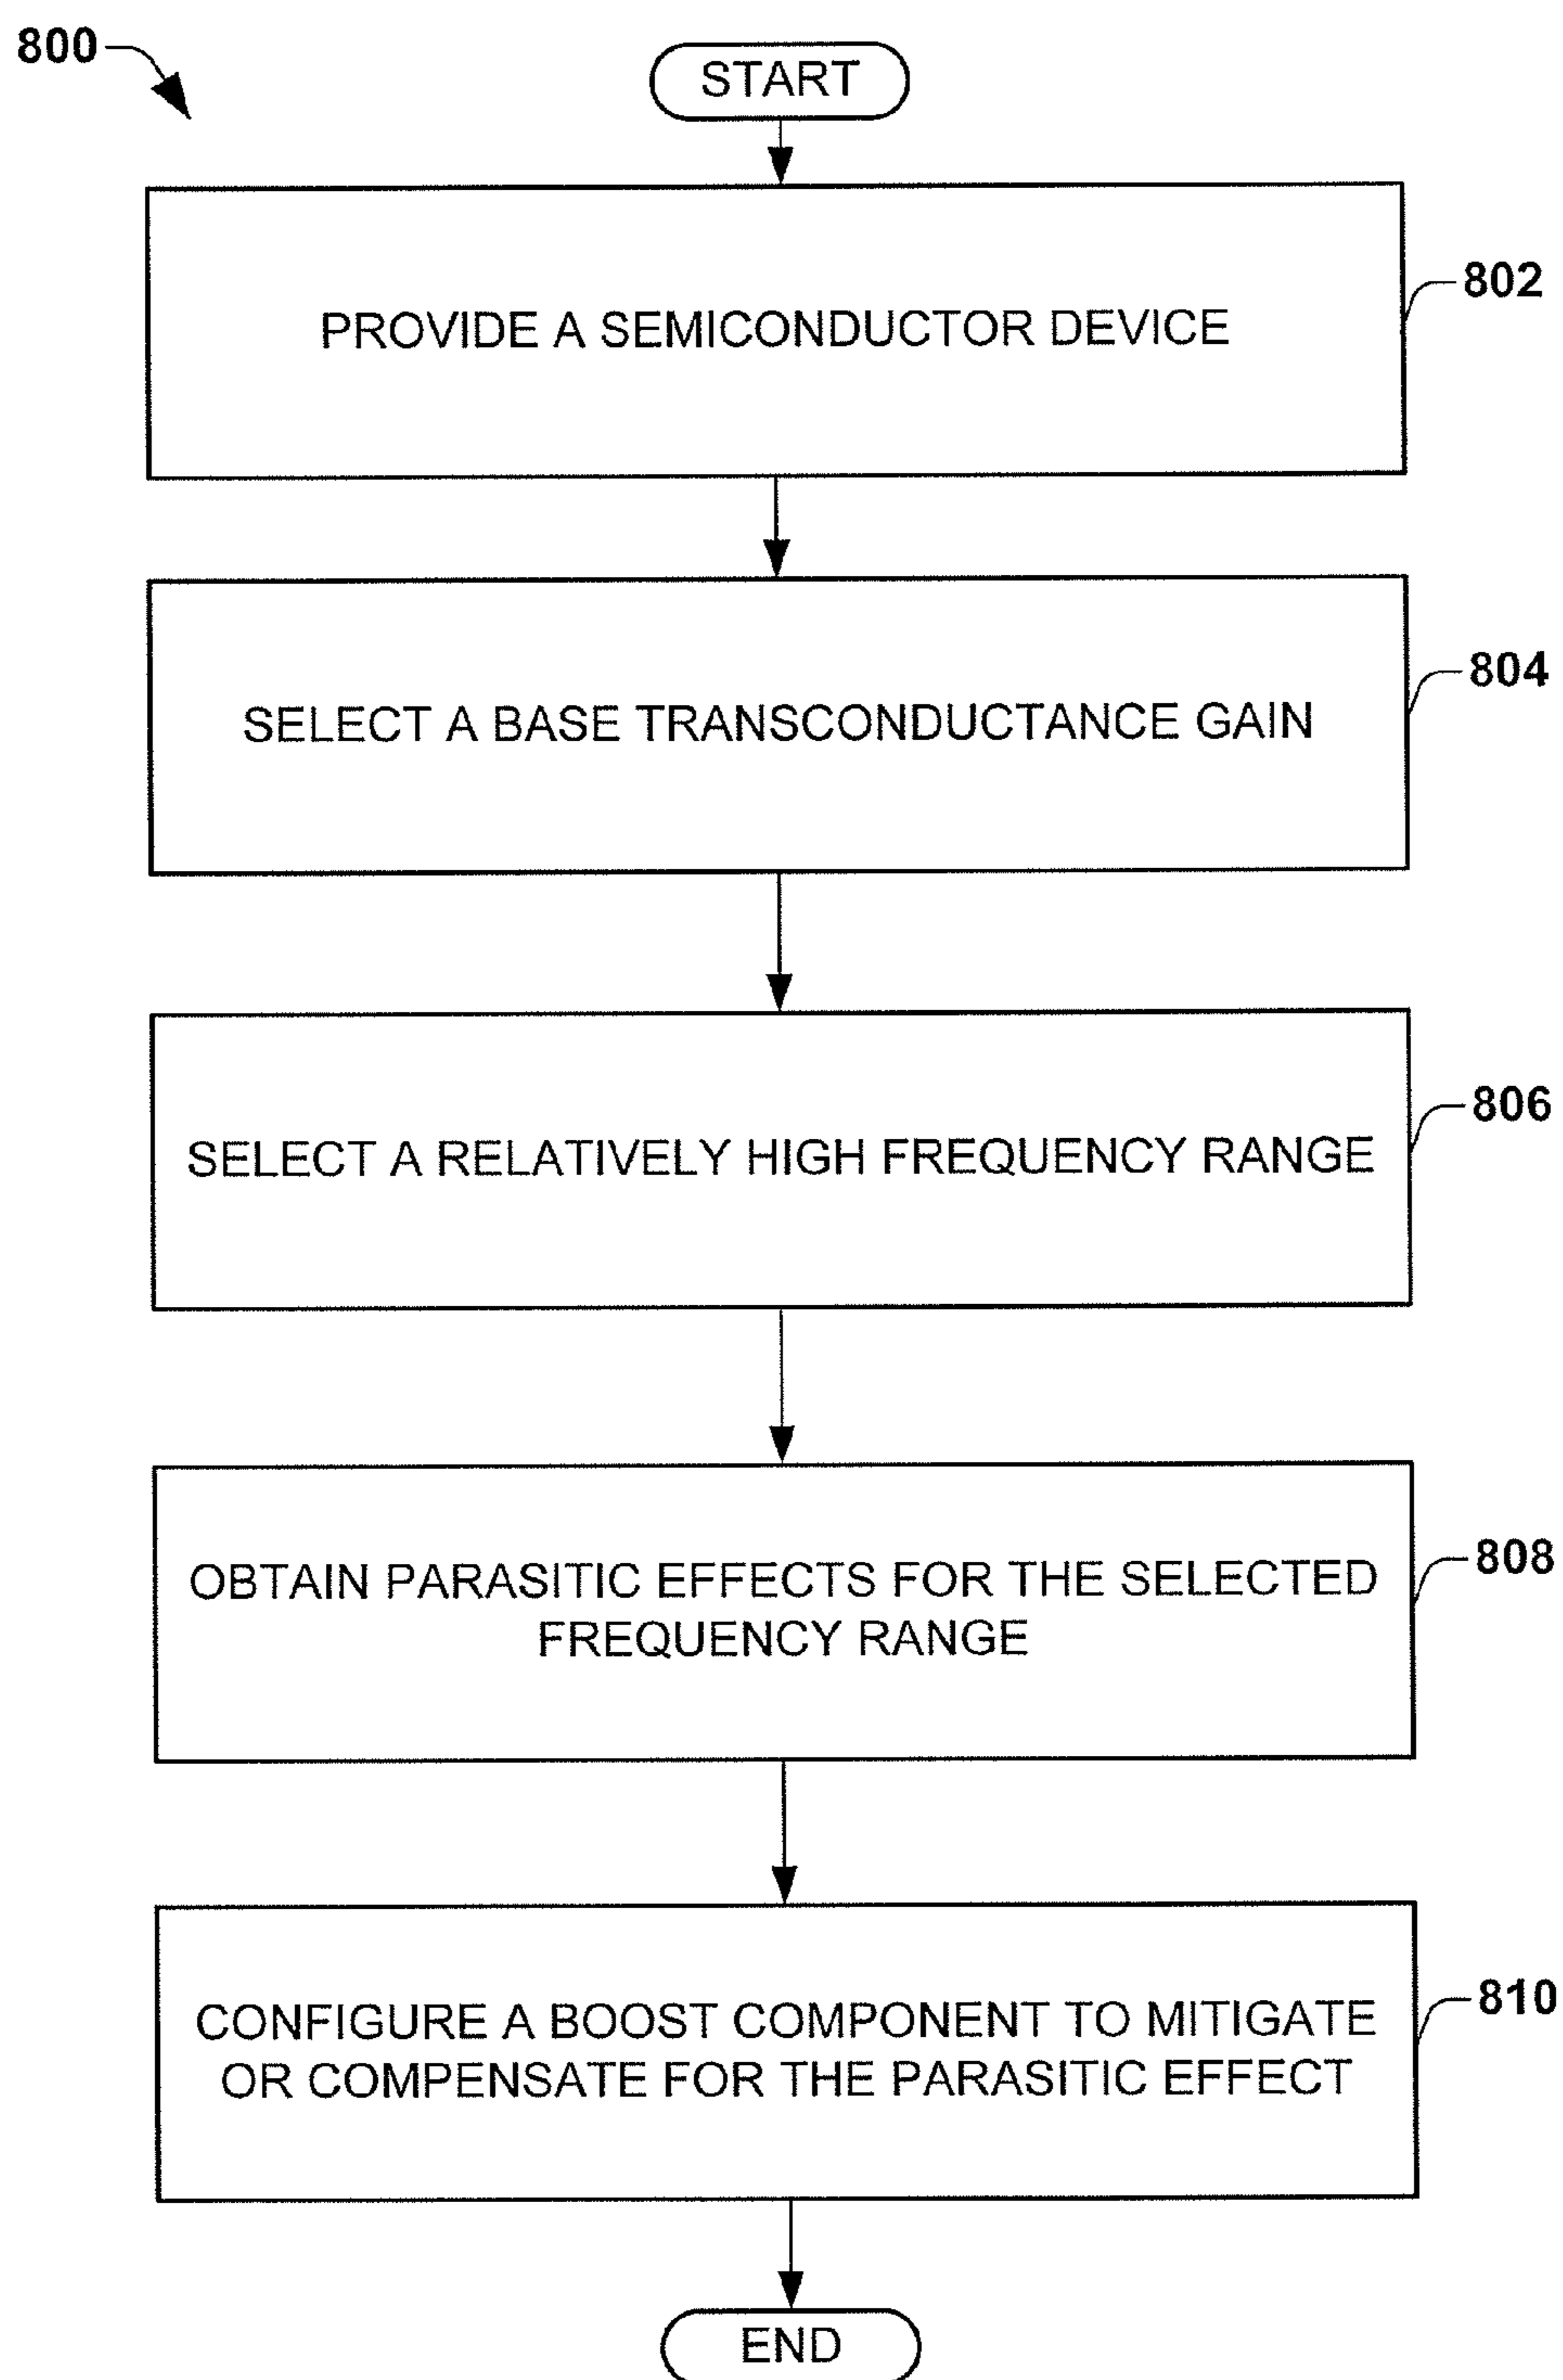 800
START
PROVIDE A SEMICONDUCTOR DEVICE
802
SELECT A BASE TRANSCONDUCTANCE GAIN
804
SELECT A RELATIVELY HIGH FREQUENCY RANGE
806
OBTAIN PARASITIC EFFECTS FOR THE SELECTED
FREQUENCY RANGE
808
CONFIGURE A BOOST COMPONENT TO MITIGATE
OR COMPENSATE FOR THE PARASITIC EFFECT
810
END